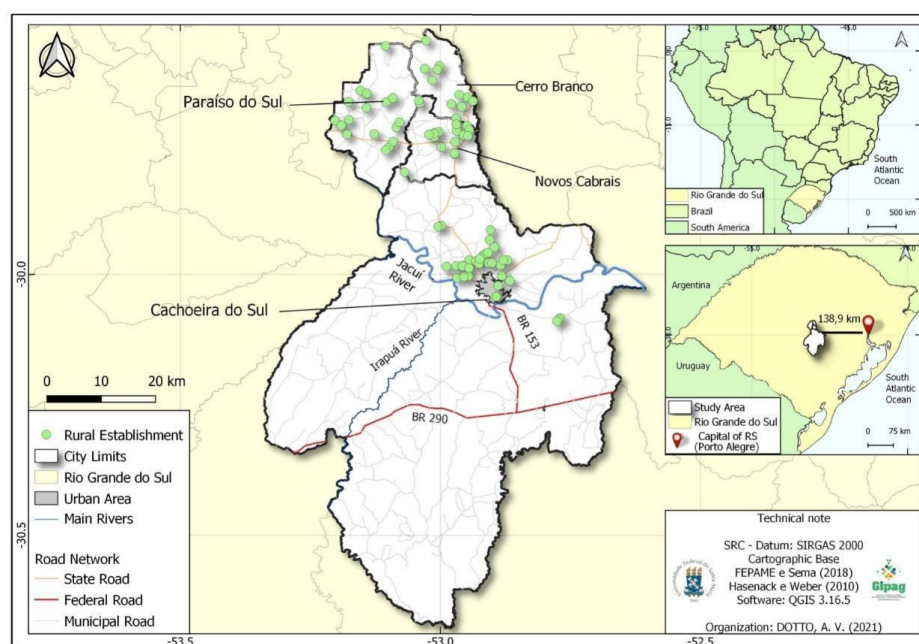 Paraíso do Sul
Cerro Branco
Novos Cabrais
Jacuí
River
Cachoeira do Sul
Irapuá River
BR 153
BR 290
-30.0
-30.5
-53.5
-53.0
-52.5
0 10 20 km
Rural Establishment
City Limits
Rio Grande do Sul
Urban Area
Main Rivers
Road Network
State Road
Federal Road
Municipal Road
South
Atlantic
Ocean
Rio Grande do Sul
Brazil
South America
0 500 km
Argentina
138,9 km
Uruguay
South
Atlantic
Ocean
Study Area
Rio Grande do Sul
Capital of RS
(Porto Alegre)
0 75 km
Technical note
SRC - Datum: SIRGAS 2000
Cartographic Base
FEPAME e Sema (2018)
Hasenack e Weber (2010)
Software: QGIS 3.16.5
Gipag
Organization: DOTTO, A. V. (2021)